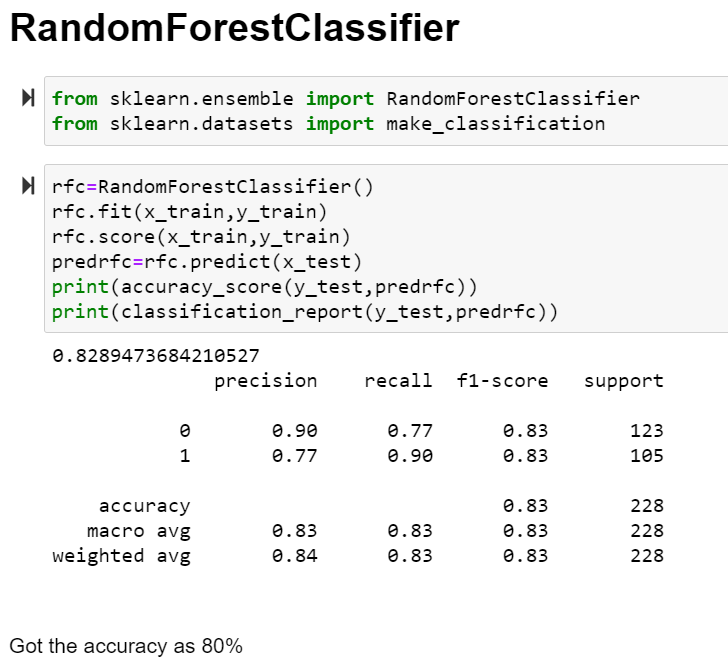 RandomForestClassifier
from sklearn.ensemble import RandomForestClassifier
from sklearn.datasets import make_classification
rfc=RandomForestClassifier()
rfc.fit(x_train,y_train)
rfc.score(x_train,y_train)
predrfc=rfc.predict(x_test)
print(accuracy_score(y_test,predrfc))
print(classification_report(y_test,predrfc))
0.8289473684210527
precision recall f1-score support
0 0.90 0.77 0.83 123
1 0.77 0.90 0.83 105
accuracy 0.83 228
macro avg 0.83 0.83 0.83 228
weighted avg 0.84 0.83 0.83 228
Got the accuracy as 80%